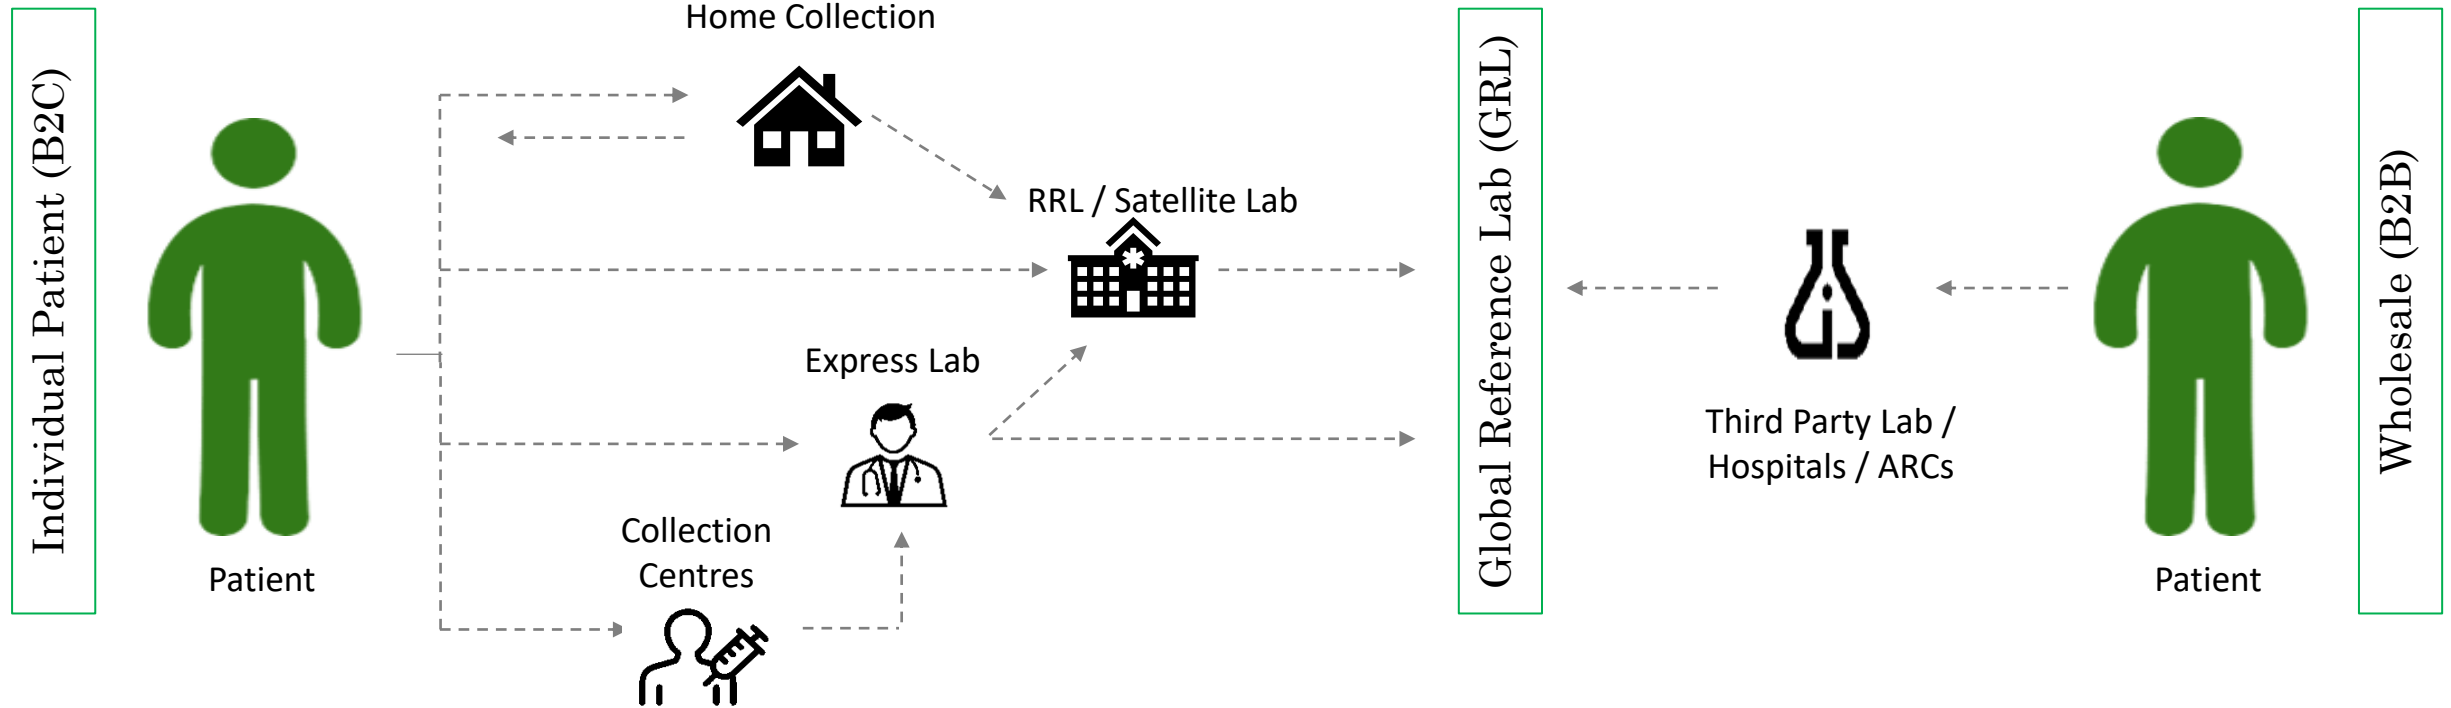 Individual Patient (B2C)
Patient
Home Collection
RRL / Satellite Lab
Express Lab
Collection
Centres
Global Reference Lab (GRL)
Third Party Lab /
Hospitals / ARCs
Patient
Wholesale (B2B)